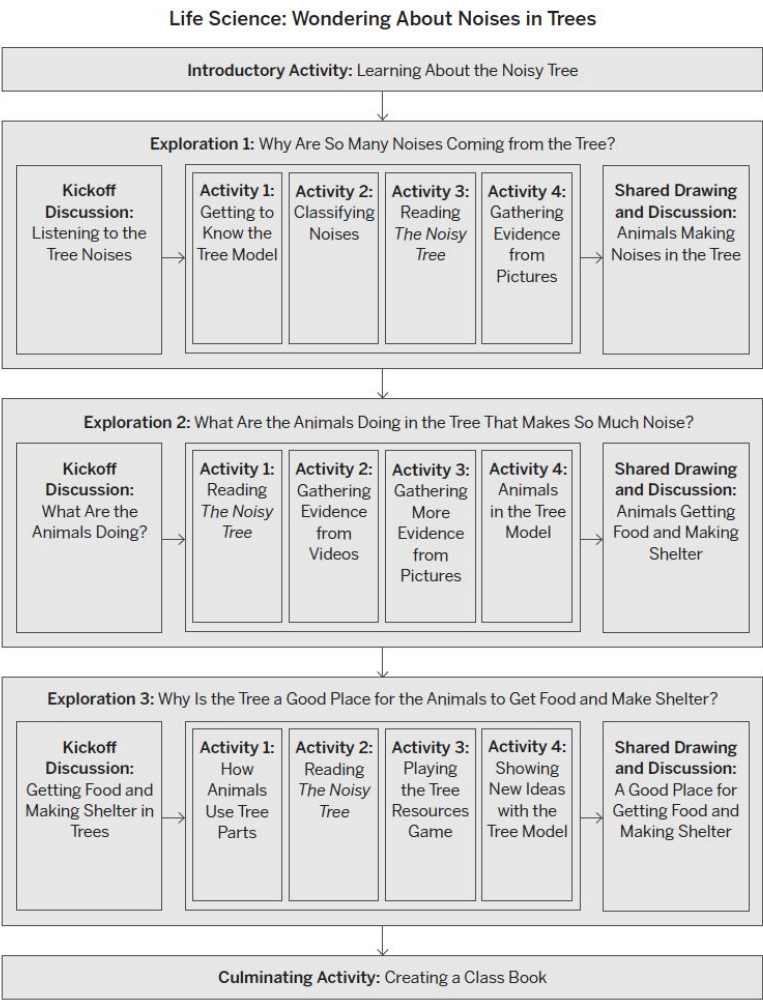 Life Science: Wondering About Noises in Trees
Introductory Activity: Learning About the Noisy Tree
Exploration 1: Why Are So Many Noises Coming from the Tree?
Kickoff
Discussion:
Listening to the
Tree Noises
Activity 1:
Getting to
Know the
Tree Model
Activity 2:
Classifying
Noises
Activity 3:
Reading
The Noisy
Tree
Activity 4:
Gathering
Evidence
from
Pictures
Shared Drawing
and Discussion:
Animals Making
Noises in the Tree
Exploration 2: What Are the Animals Doing in the Tree That Makes So Much Noise?
Kickoff
Discussion:
What Are the
Animals Doing?
Activity 1:
Reading
The Noisy
Tree
Activity 2:
Gathering
Evidence
from
Videos
Activity 3:
Gathering
More
Evidence
from
Pictures
Activity 4:
Animals
in the Tree
Model
Shared Drawing
and Discussion:
Animals Getting
Food and Making
Shelter
Exploration 3: Why Is the Tree a Good Place for the Animals to Get Food and Make Shelter?
Kickoff
Discussion:
Getting Food and
Making Shelter in
Trees
Activity 1:
How
Animals
Use Tree
Parts
Activity 2:
Reading
The Noisy
Tree
Activity 3:
Playing
the Tree
Resources
Game
Activity 4:
Showing
New Ideas
with the
Tree Model
Shared Drawing
and Discussion:
A Good Place for
Getting Food and
Making Shelter
Culminating Activity: Creating a Class Book